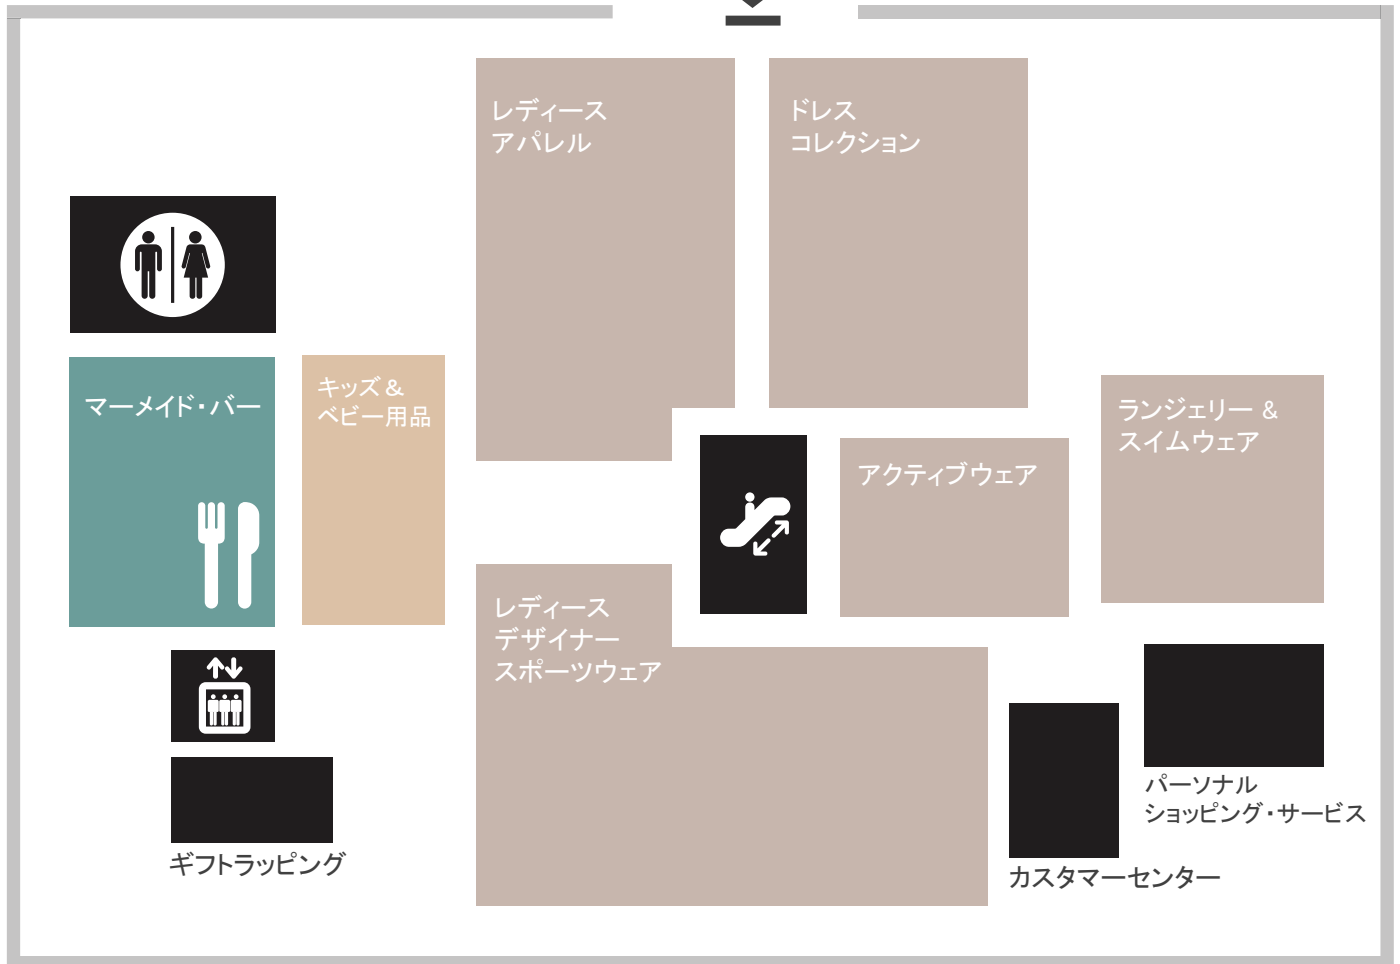 レディース
アパレル
ドレス
コレクション
マーメイド・バー
キッズ &
ベビー用品
ランジェリー &
スイムウェア
アクティブウェア
レディース
デザイナー
スポーツウェア
パーソナル
ショッピング・サービス
ギフトラッピング
カスタマーセンター